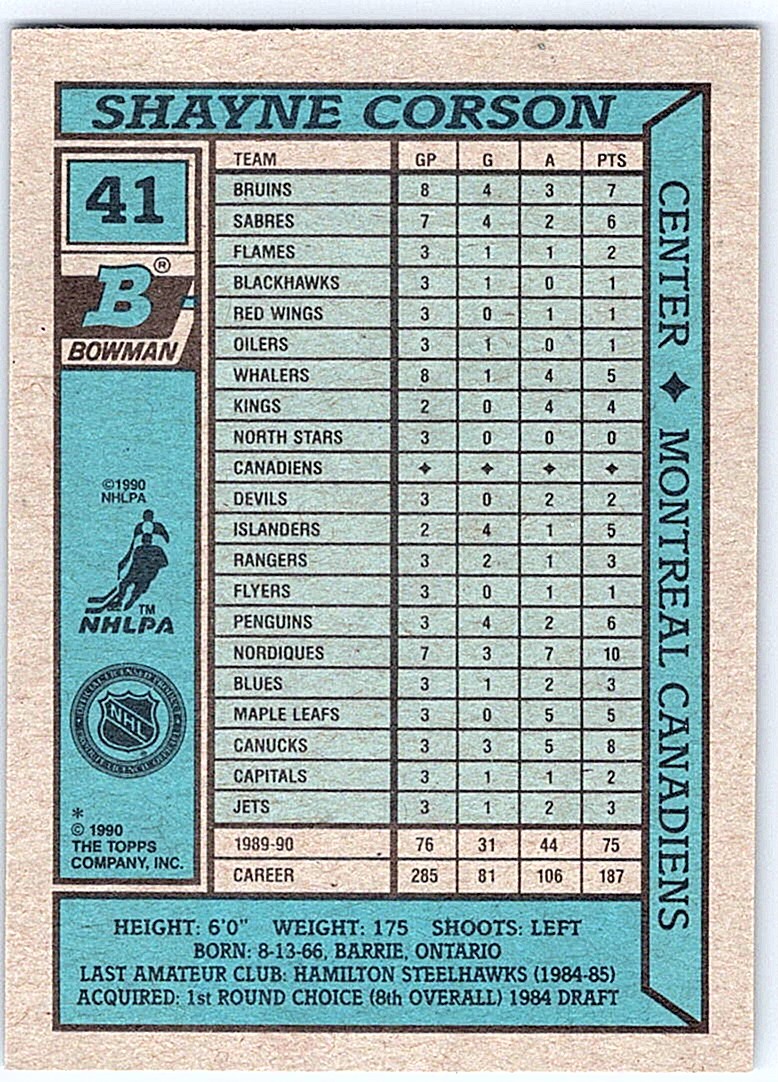 SHAYNE CORSON
41
B®
BOWMAN
©1990
NHLPA
TM
NHLPA
NHL
*
© 1990
THE TOPPS
COMPANY, INC.
TEAM GP G A PTS
BRUINS 8 4 3 7
SABRES 7 4 2 6
FLAMES 3 1 1 2
BLACKHAWKS 3 1 0 1
RED WINGS 3 0 1 1
OILERS 3 1 0 1
WHALERS 8 1 4 5
KINGS 2 0 4 4
NORTH STARS 3 0 0 0
CANADIENS ✦ ✦ ✦ ✦
DEVILS 3 0 2 2
ISLANDERS 2 4 1 5
RANGERS 3 2 1 3
FLYERS 3 0 1 1
PENGUINS 3 4 2 6
NORDIQUES 7 3 7 10
BLUES 3 1 2 3
MAPLE LEAFS 3 0 5 5
CANUCKS 3 3 5 8
CAPITALS 3 1 1 2
JETS 3 1 2 3
1989-90 76 31 44 75
CAREER 285 81 106 187
CENTER ✦ MONTREAL CANADIENS
HEIGHT: 6'0" WEIGHT: 175 SHOOTS: LEFT
BORN: 8-13-66, BARRIE, ONTARIO
LAST AMATEUR CLUB: HAMILTON STEELHAWKS (1984-85)
ACQUIRED: 1st ROUND CHOICE (8th OVERALL) 1984 DRAFT